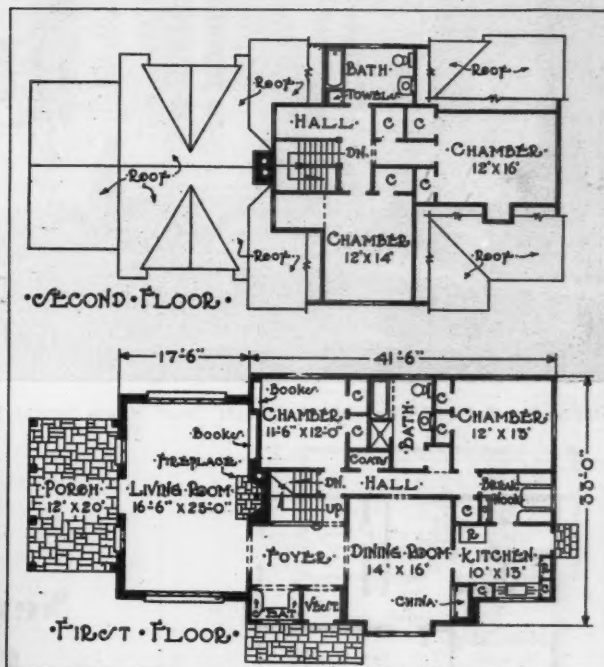 Roof
BATH
TOWELS
Roof
HALL
C
C
DN.
CHAMBER
12' X 16'
Roof
C
C
CHAMBER
12' X 14'
Roof
Roof
SECOND FLOOR
17'-6"
41'-6"
Books
CHAMBER
11'-6" X 12'-0"
C
C
BATH
C
C
CHAMBER
12' X 13'
Books
FIREPLACE
COATS
33'-0"
PORCH
12' X 20'
LIVING ROOM
16'-6" X 23'-0"
DN.
HALL
BREAK.
NOOK
UP
C
R
FOYER
DINING ROOM
14' X 16'
KITCHEN
10' X 13'
SEAT
VEST.
CHINA
C
C
FIRST FLOOR